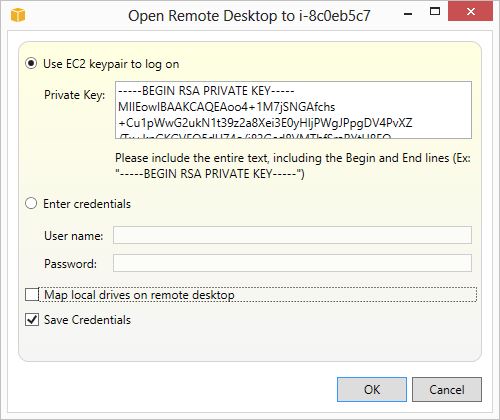 Open Remote Desktop to i-8c0eb5c7
Use EC2 keypair to log on
Private Key:
-----BEGIN RSA PRIVATE KEY-----
MIIEowIBAAKCAQEAoo4+1M7jSNGAfchs
+Cu1pWwG2ukN1t39z2a8Xei3E0yHIjPWgJPpgDV4PvXZ
Please include the entire text, including the Begin and End lines (Ex:
"-----BEGIN RSA PRIVATE KEY-----")
Enter credentials
User name:
Password:
Map local drives on remote desktop
Save Credentials
OK
Cancel